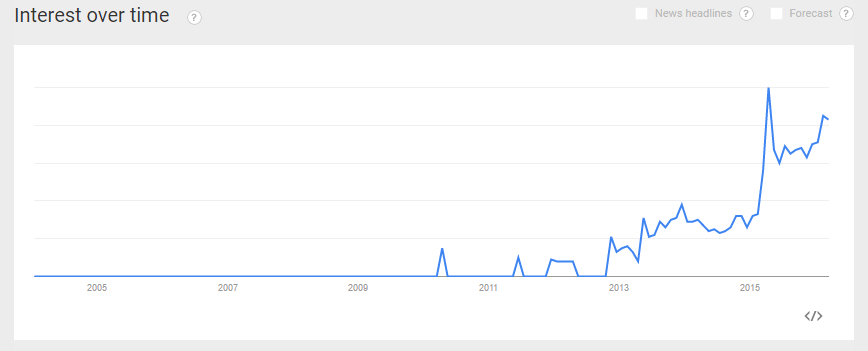 Interest over time ?
News headlines ? Forecast ?
2005 2007 2009 2011 2013 2015
</>